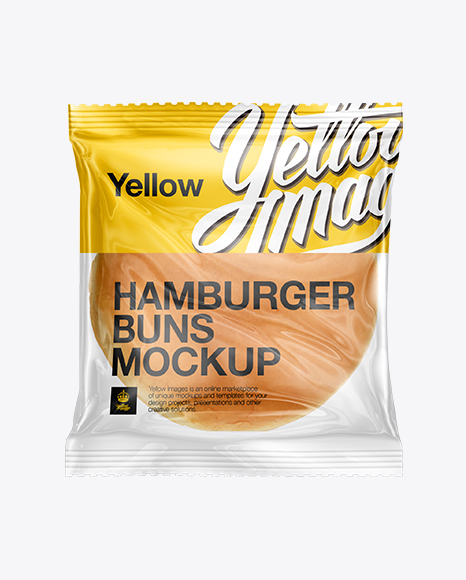 Yellow
Imag
Yellow
HAMBURGER
BUNS
MOCKUP
Yellow Images is an online marketplace
of unique mockups and templates for your
design projects, presentations and other
creative solutions.